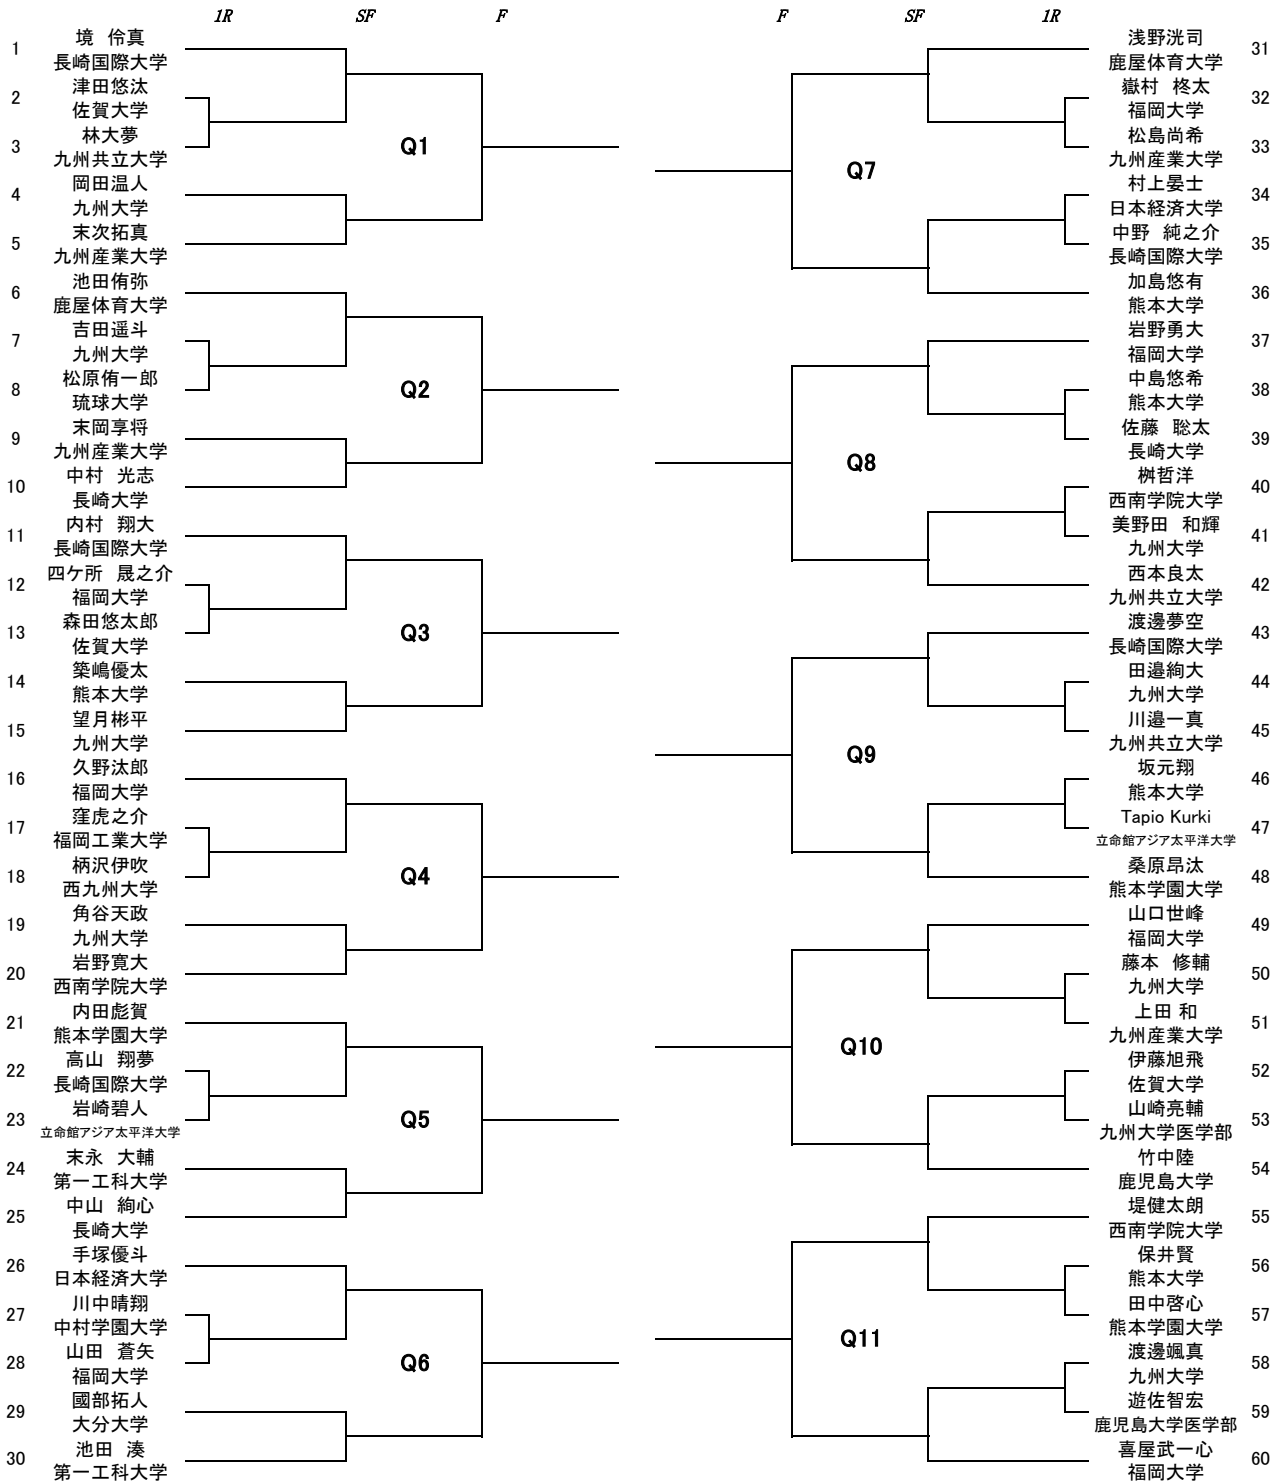 1R SF F
1
境 伶真
長崎国際大学
2
津田悠汰
佐賀大学
3
林大夢
九州共立大学
4
岡田温人
九州大学
5
末次拓真
九州産業大学
Q1
6
池田侑弥
鹿屋体育大学
7
吉田遥斗
九州大学
8
松原侑一郎
琉球大学
9
末岡享将
九州産業大学
10
中村 光志
長崎大学
Q2
11
内村 翔大
長崎国際大学
12
四ケ所 晟之介
福岡大学
13
森田悠太郎
佐賀大学
14
築嶋優太
熊本大学
15
望月彬平
九州大学
Q3
16
久野汰郎
福岡大学
17
窪虎之介
福岡工業大学
18
柄沢伊吹
西九州大学
19
角谷天政
九州大学
20
岩野寛大
西南学院大学
Q4
21
内田彪賀
熊本学園大学
22
高山 翔夢
長崎国際大学
23
岩崎碧人
立命館アジア太平洋大学
24
末永 大輔
第一工科大学
25
中山 絢心
長崎大学
Q5
26
手塚優斗
日本経済大学
27
川中晴翔
中村学園大学
28
山田 蒼矢
福岡大学
29
國部拓人
大分大学
30
池田 湊
第一工科大学
Q6
F SF 1R
浅野洸司
31
鹿屋体育大学
嶽村 柊太
32
福岡大学
松島尚希
33
九州産業大学
村上晏士
34
日本経済大学
中野 純之介
35
長崎国際大学
加島悠有
36
熊本大学
Q7
岩野勇大
37
福岡大学
中島悠希
38
熊本大学
佐藤 聡太
39
長崎大学
桝哲洋
40
西南学院大学
美野田 和輝
41
九州大学
西本良太
42
九州共立大学
Q8
渡邊夢空
43
長崎国際大学
田邉絢大
44
九州大学
川邉一真
45
九州共立大学
坂元翔
46
熊本大学
Tapio Kurki
47
立命館アジア太平洋大学
桑原昂汰
48
熊本学園大学
Q9
山口世峰
49
福岡大学
藤本 修輔
50
九州大学
上田 和
51
九州産業大学
伊藤旭飛
52
佐賀大学
山崎亮輔
53
九州大学医学部
竹中陸
54
鹿児島大学
Q10
堤健太朗
55
西南学院大学
保井賢
56
熊本大学
田中啓心
57
熊本学園大学
渡邊颯真
58
九州大学
遊佐智宏
59
鹿児島大学医学部
喜屋武一心
60
福岡大学
Q11